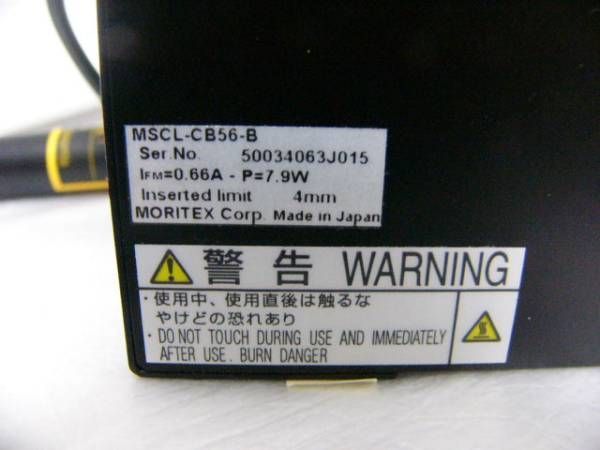 MSCL-CB56-B
Ser.No. 50034063J015
IFM=0.66A - P=7.9W
Inserted limit 4mm
MORITEX Corp. Made in Japan
警告 WARNING
・使用中、使用直後は触るな
やけどの恐れあり
・DO NOT TOUCH DURING USE AND IMMEDIATELY
AFTER USE. BURN DANGER